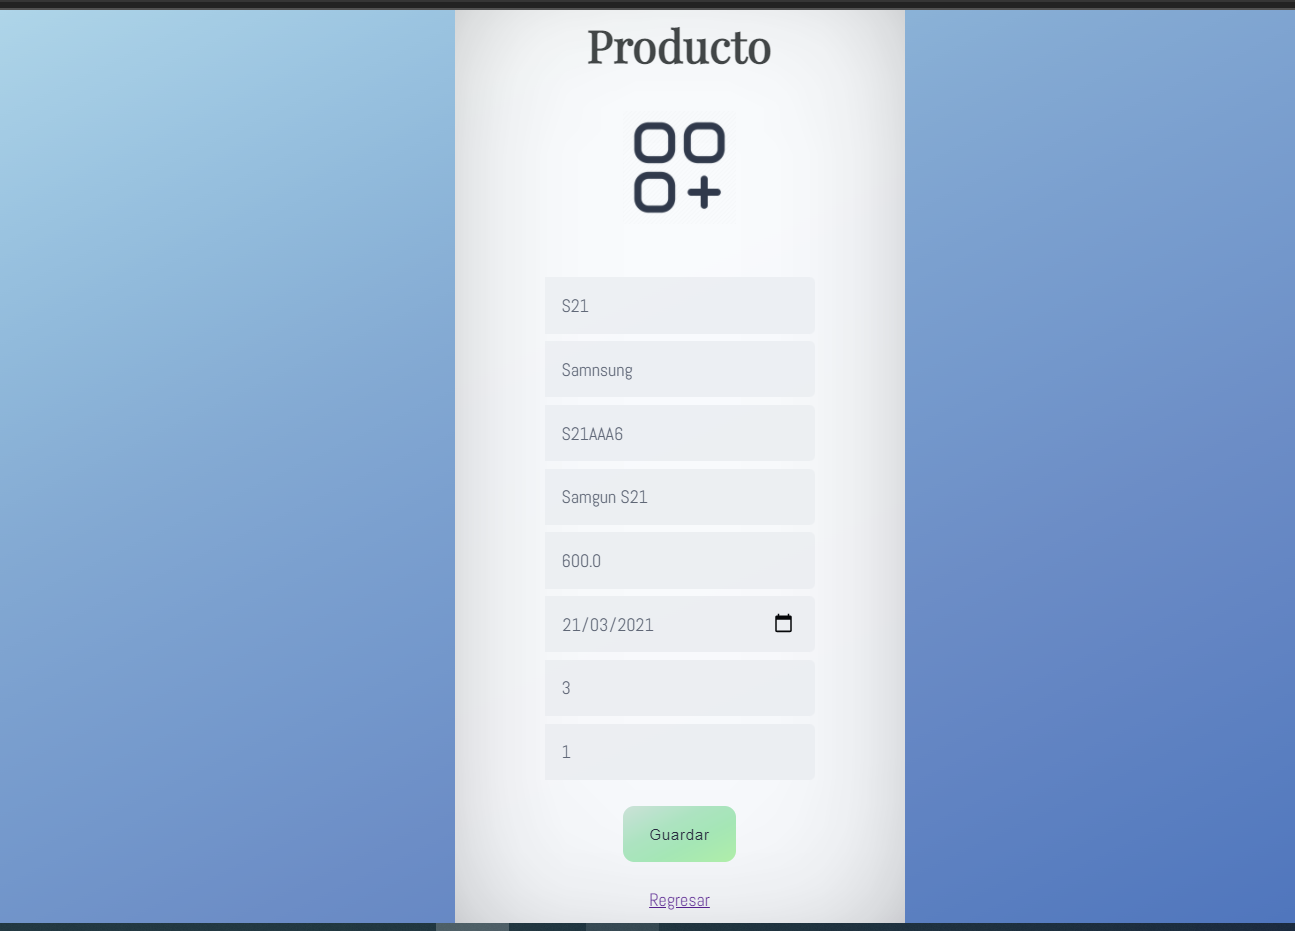 Producto
S21
Samnsung
S21AAA6
Samgun S21
600.0
21/03/2021
3
1
Guardar
Regresar